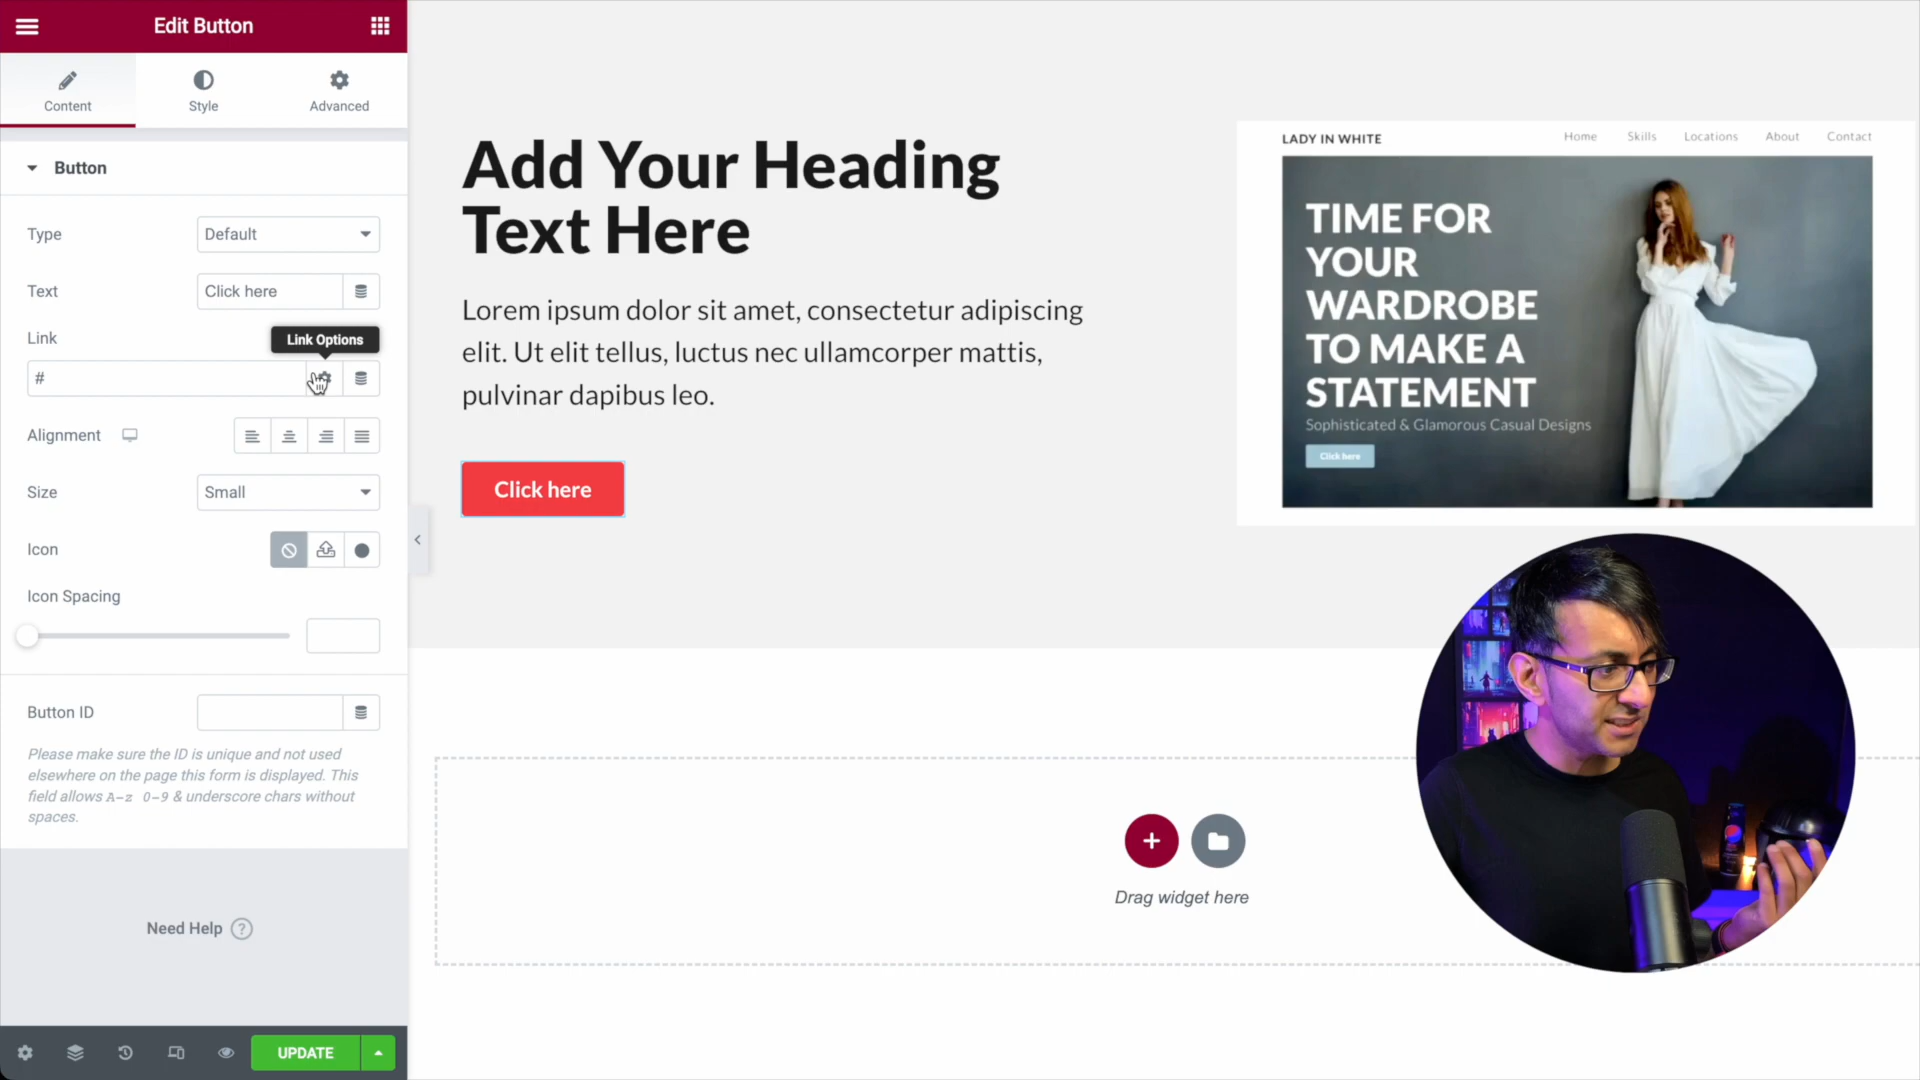 Edit Button
Content
Style
Advanced
Button
Type
Default
Text
Click here
Link
Link Options
#
Alignment
Size
Small
Icon
Icon Spacing
Button ID
Please make sure the ID is unique and not used
elsewhere on the page this form is displayed. This
field allows A-z 0-9 & underscore chars without
spaces.
Need Help ?
UPDATE
Add Your Heading
Text Here
Lorem ipsum dolor sit amet, consectetur adipiscing
elit. Ut elit tellus, luctus nec ullamcorper mattis,
pulvinar dapibus leo.
Click here
LADY IN WHITE
Home
Skills
Locations
About
Contact
TIME FOR
YOUR
WARDROBE
TO MAKE A
STATEMENT
Sophisticated & Glamorous Casual Designs
Click here
Drag widget here